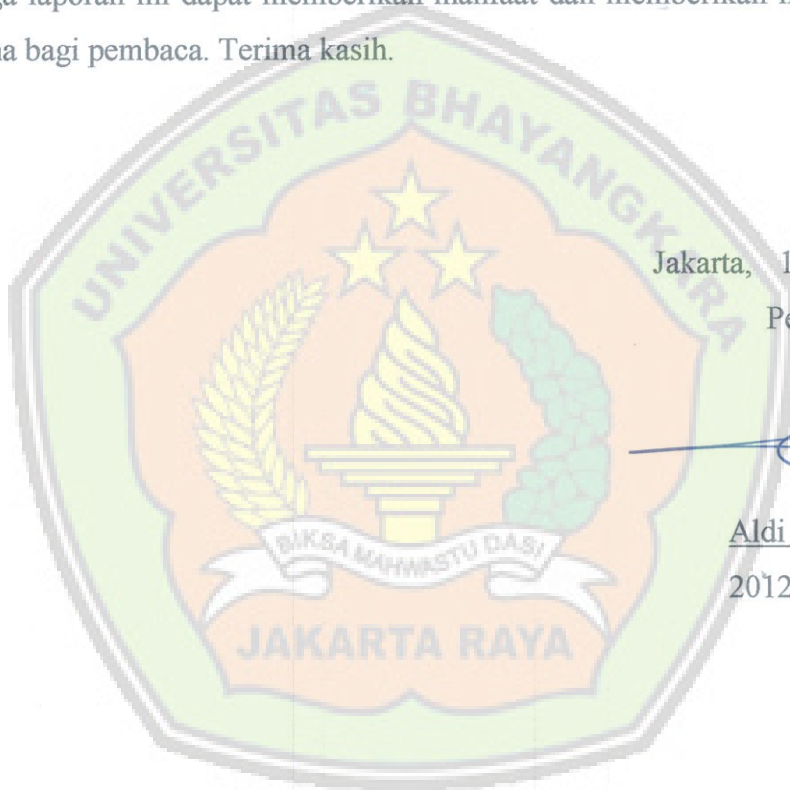 laporan ini dapat memberikan manfaat dan memberikan
bagi pembaca. Terima kasih.
UNIVERSITAS BHAYANGKARA
Jakarta,
Aldi
2012
BIKSA MAHWASTU DASI
JAKARTA RAYA